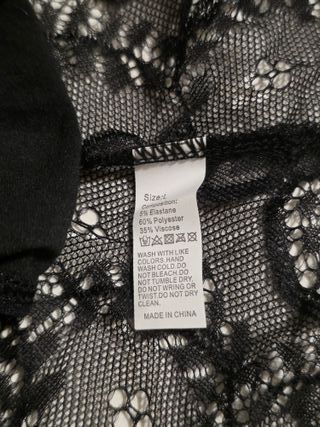 Size:L
Composition:
5% Elastane
60% Polyester
35% Viscose
WASH WITH LIKE
COLORS.HAND
WASH COLD.DO
NOT BLEACH.DO
NOT TUMBLE DRY.
DO NOT WRING OR
TWIST.DO NOT DRY
CLEAN.
MADE IN CHINA